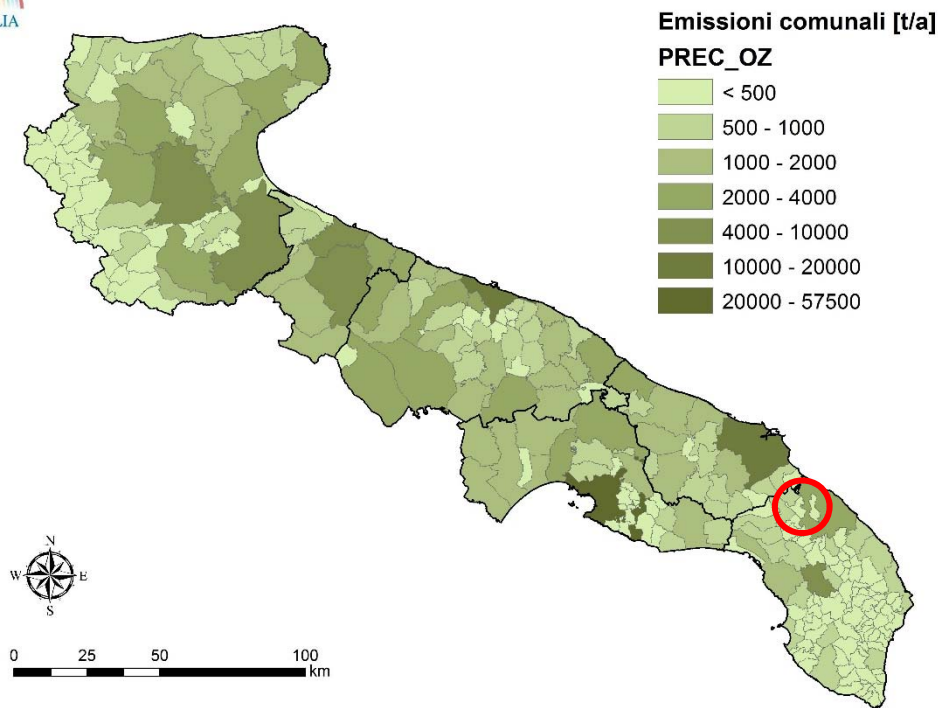 LIA
Emissioni comunali [t/a]
PREC_OZ
< 500
500 - 1000
1000 - 2000
2000 - 4000
4000 - 10000
10000 - 20000
20000 - 57500
N
W E
S
0 25 50 100
km